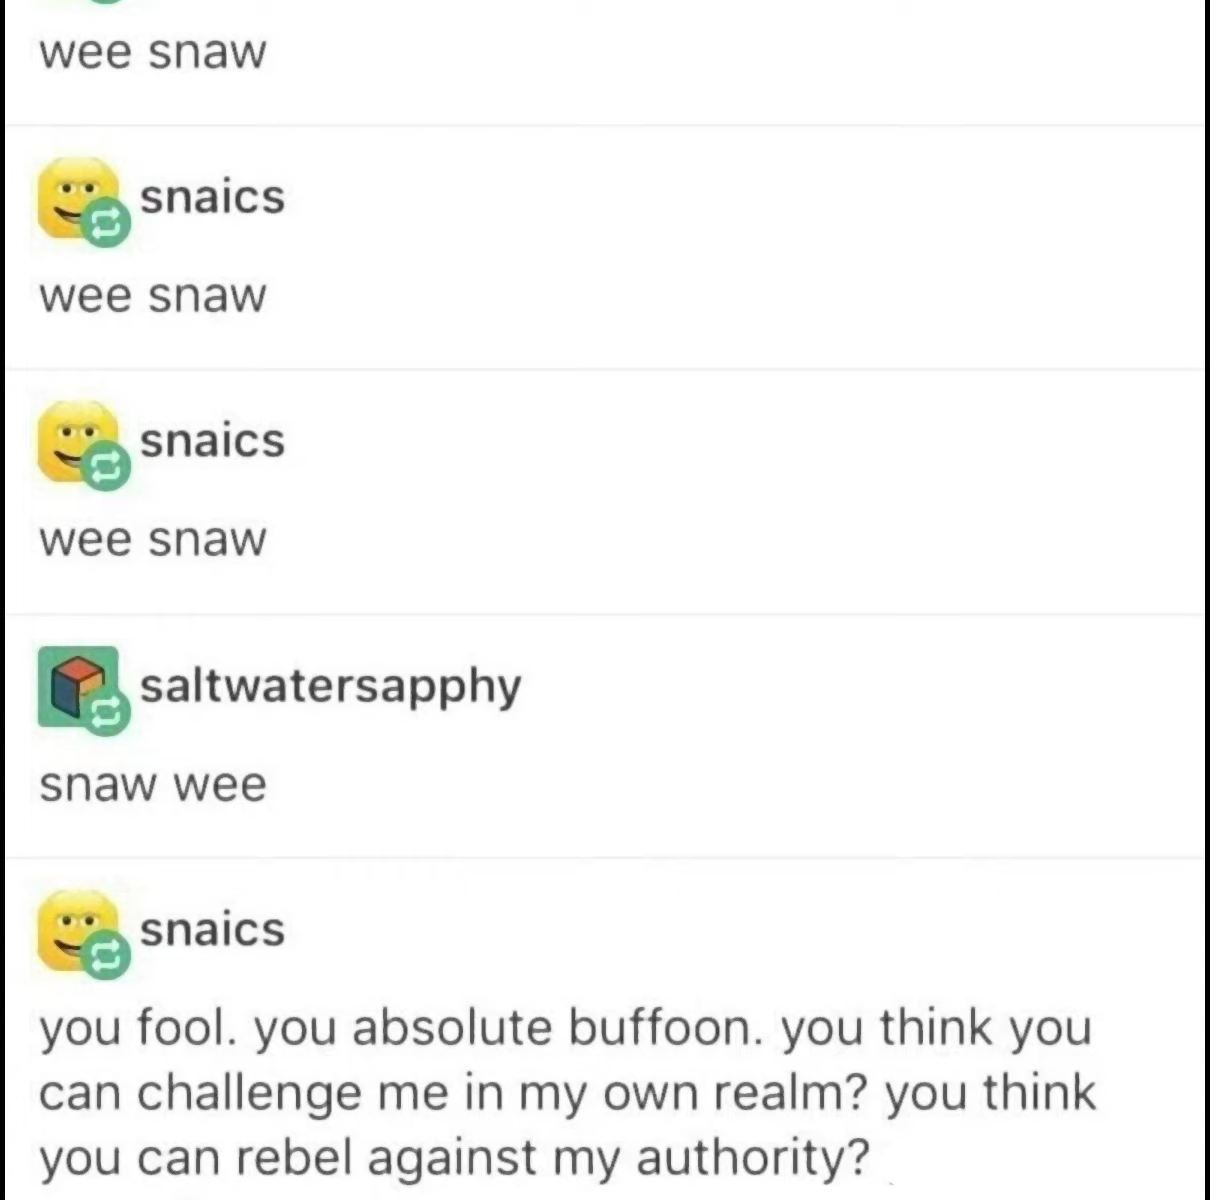 wee snaw
snaics
wee snaw
snaics
wee snaw
saltwatersapphy
snaw wee
snaics
you fool. you absolute buffoon. you think you
can challenge me in my own realm? you think
you can rebel against my authority?